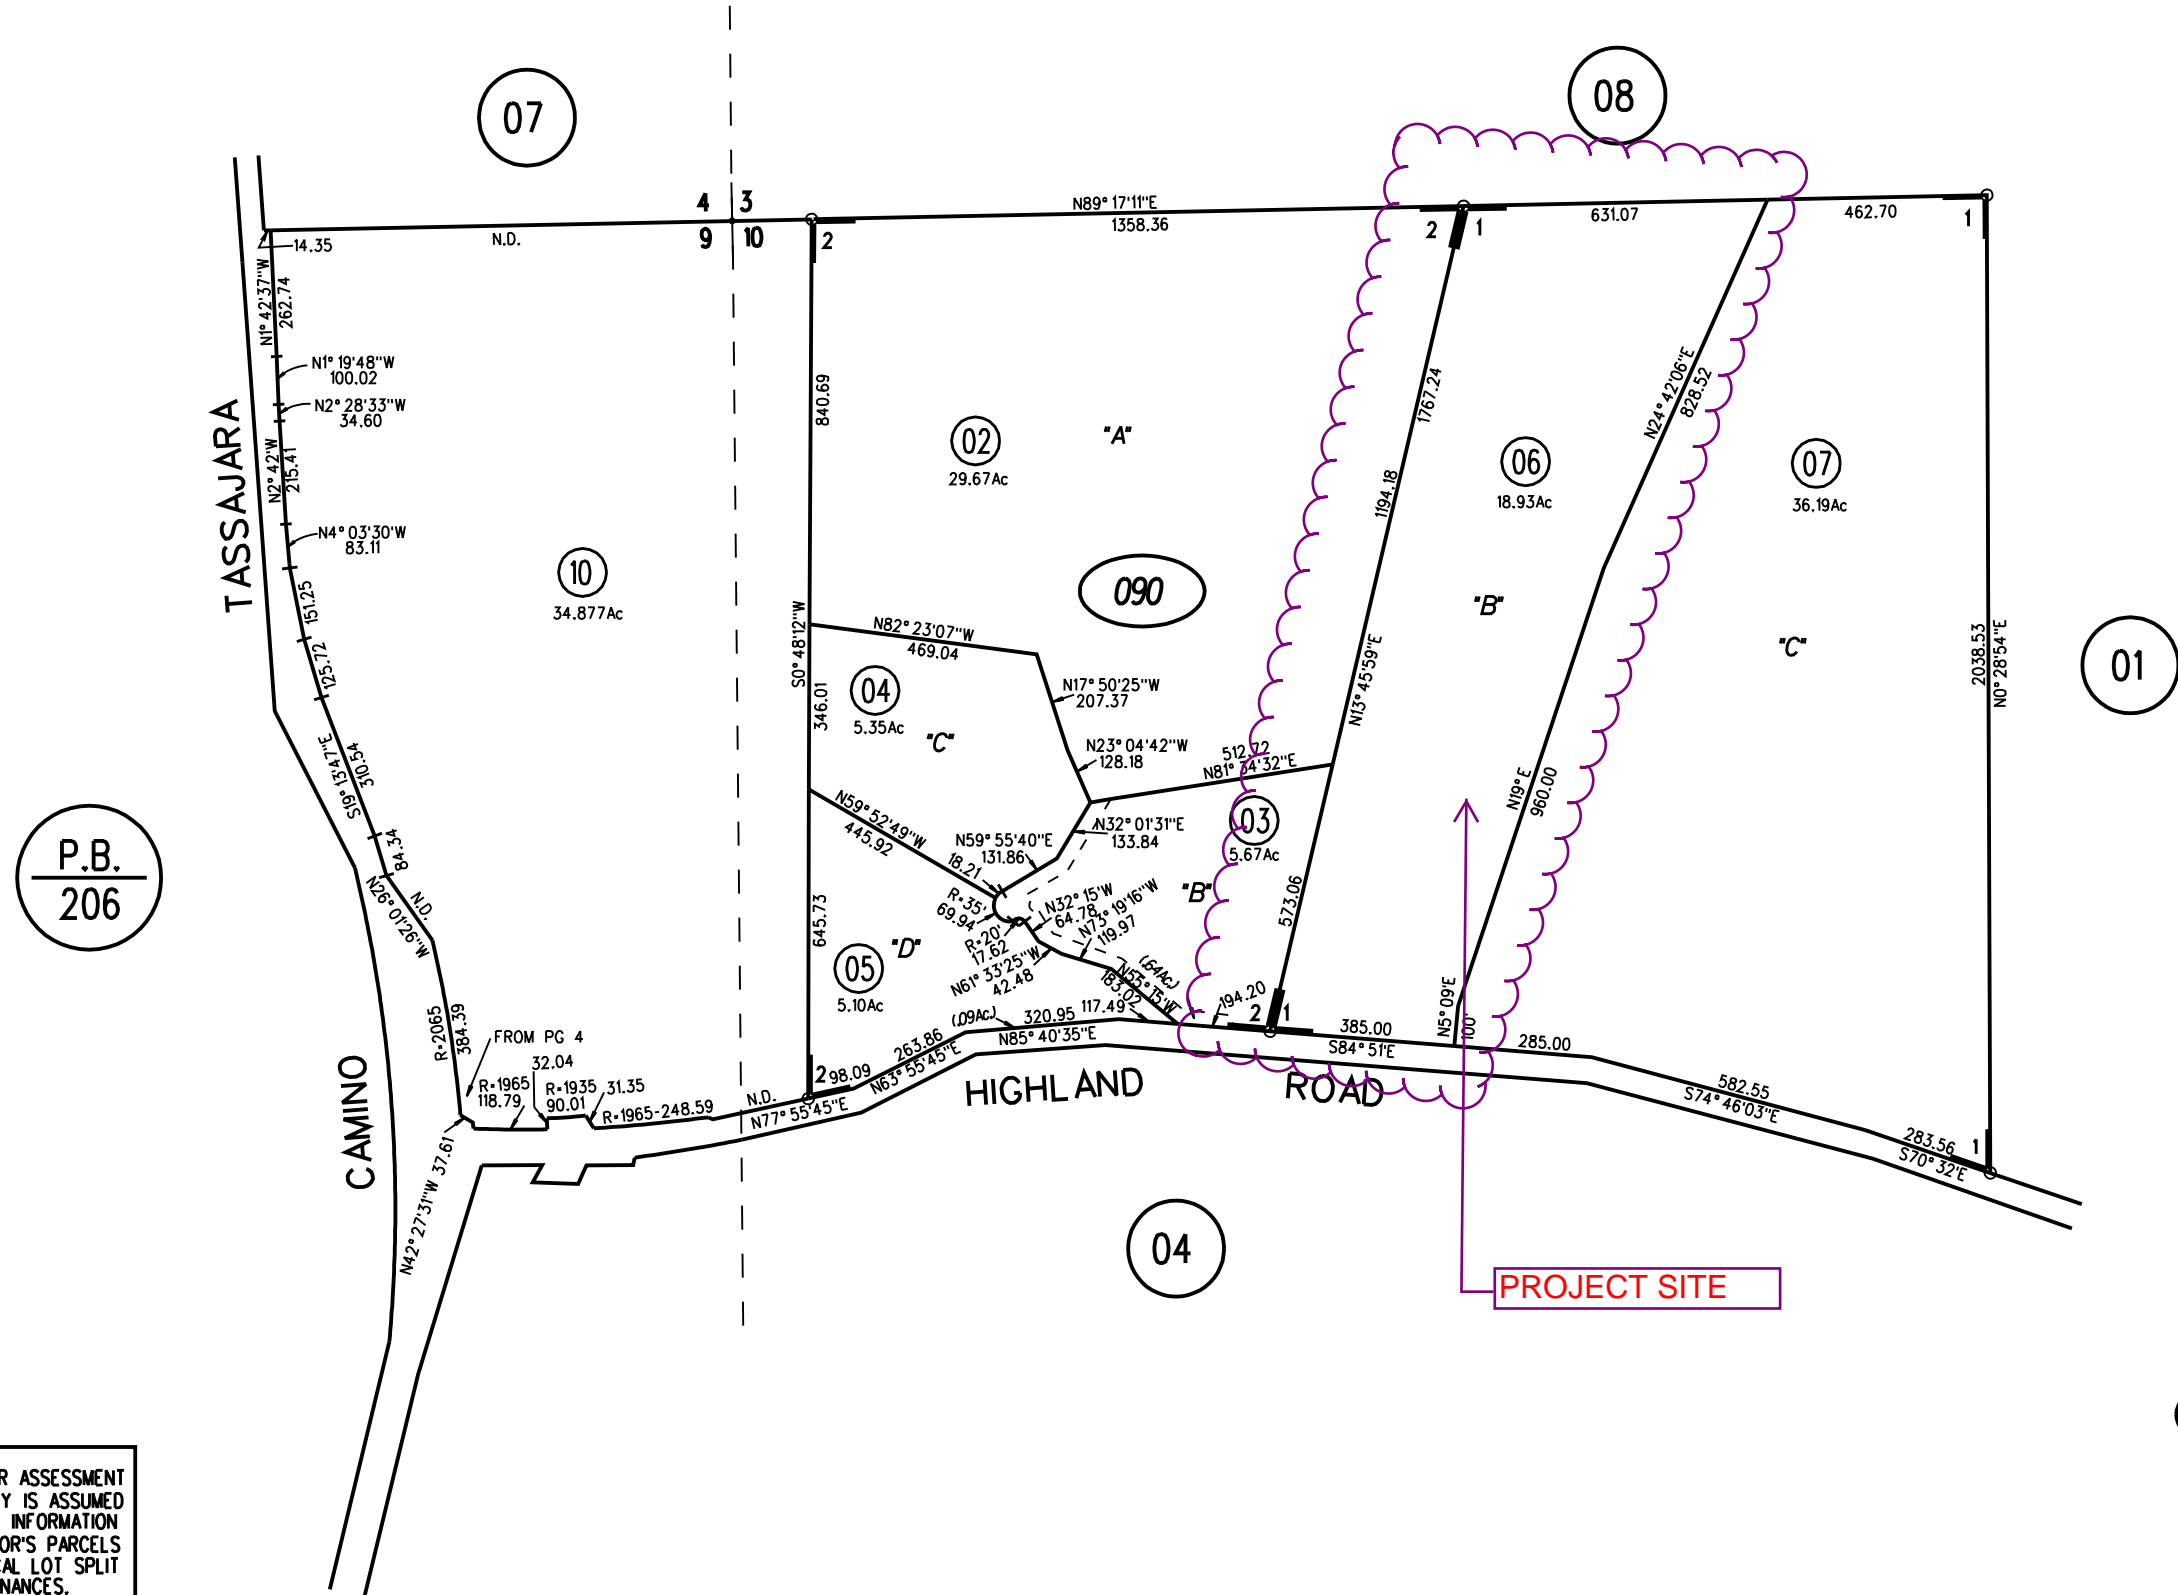 07
08
4 3
9 10
14.35
N.D.
2
N89° 17'11"E
1358.36
2 1
631.07
462.70
1
N1° 42'37"W
262.74
N1° 19'48"W
100.02
N2° 28'33"W
34.60
N2° 42'W
215.41
N4° 03'30"W
83.11
151.25
125.72
S19° 13'47"E
310.54
84.34
N26° 01'26"W
N.D.
R=2065
384.39
TASSAJARA
CAMINO
10
34.877Ac
840.69
S0° 48'12"W
346.01
645.73
02
29.67Ac
"A"
090
1767.24
1194.18
N13° 45'59"E
573.06
06
18.93Ac
"B"
N24° 42'06"E
828.52
N19° E
960.00
N5° 09'E
100'
07
36.19Ac
"C"
2038.53
N0° 28'54"E
01
N82° 23'07"W
469.04
04
5.35Ac
"C"
N17° 50'25"W
207.37
N23° 04'42"W
128.18
512.72
N81° 34'32"E
03
5.67Ac
"B"
N32° 01'31"E
133.84
N59° 55'40"E
131.86
N59° 52'49"W
445.92
18.21
R=35'
69.94
R=20'
17.62
N32° 15'W
64.78
N73° 19'16"W
119.97
N61° 33'25"W
42.48
N55° 15'W
183.02
(.64Ac.)
05
5.10Ac
"D"
(.09Ac.)
320.95
117.49
194.20
2 1
N85° 40'35"E
263.86
N63° 55'45"E
2
98.09
N.D.
N77° 55'45"E
385.00
S84° 51'E
285.00
582.55
S74° 46'03"E
283.56
S70° 32'E
1
HIGHLAND ROAD
FROM PG 4
32.04
R=1965
118.79
R=1935
90.01
31.35
R=1965-248.59
N42° 27'31"W 37.61
P.B.
206
04
PROJECT SITE
R ASSESSMENT
Y IS ASSUMED
INFORMATION
OR'S PARCELS
CAL LOT SPLIT
NANCES.